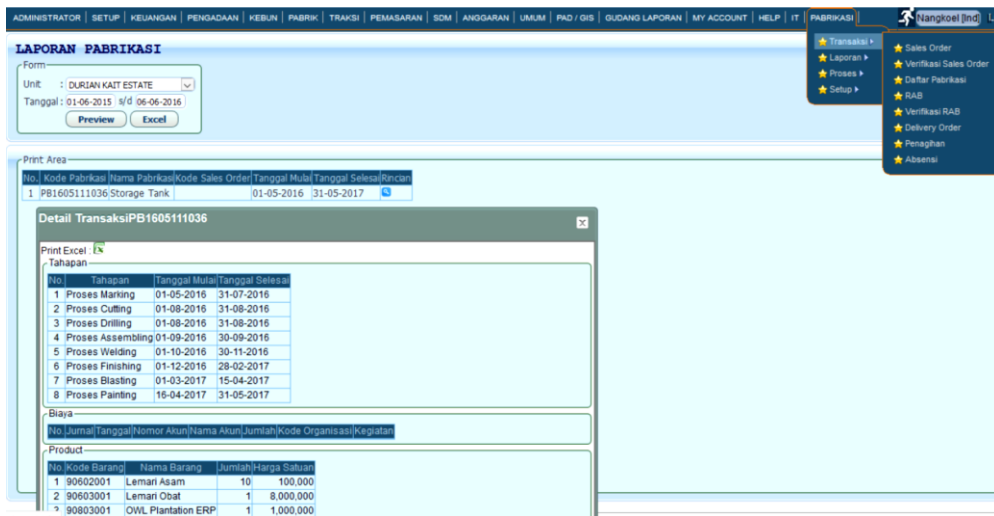 ADMINISTRATOR | SETUP | KEUANGAN | PENGADAAN | KEBUN | PABRIK | TRAKSI | PEMASARAN | SDM | ANGGARAN | UMUM | PAD / GIS | GUDANG LAPORAN | MY ACCOUNT | HELP | IT | PABRIKASI | Nangkoel [Ind]
Transaksi
Laporan
Proses
Setup
Sales Order
Verifikasi Sales Order
Daftar Pabrikasi
RAB
Verifikasi RAB
Delivery Order
Penagihan
Absensi
LAPORAN PABRIKASI
Form
Unit : DURIAN KAIT ESTATE
Tanggal : 01-06-2015 s/d 06-06-2016
Preview Excel
Print Area
No. Kode Pabrikasi Nama Pabrikasi Kode Sales Order Tanggal Mulai Tanggal Selesai Rincian
1 PB1605111036 Storage Tank 01-05-2016 31-05-2017
Detail TransaksiPB1605111036
Print Excel :
Tahapan
No. Tahapan Tanggal Mulai Tanggal Selesai
1 Proses Marking 01-05-2016 31-07-2016
2 Proses Cutting 01-08-2016 31-08-2016
3 Proses Drilling 01-08-2016 31-08-2016
4 Proses Assembling 01-09-2016 30-09-2016
5 Proses Welding 01-10-2016 30-11-2016
6 Proses Finishing 01-12-2016 28-02-2017
7 Proses Blasting 01-03-2017 15-04-2017
8 Proses Painting 16-04-2017 31-05-2017
Biaya
No. Jurnal Tanggal Nomor Akun Nama Akun Jumlah Kode Organisasi Kegiatan
Product
No. Kode Barang Nama Barang Jumlah Harga Satuan
1 90602001 Lemari Asam 10 100,000
2 90603001 Lemari Obat 1 8,000,000
3 90803001 OWL Plantation ERP 1 1,000,000